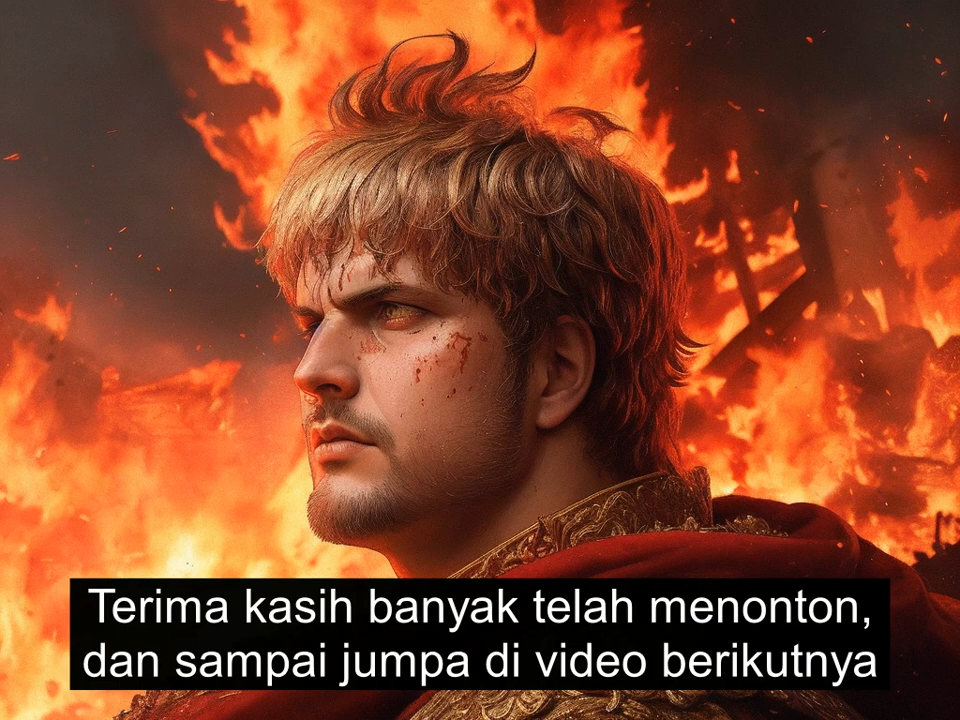 Terima kasih banyak telah menonton,
dan sampai jumpa di video berikutnya